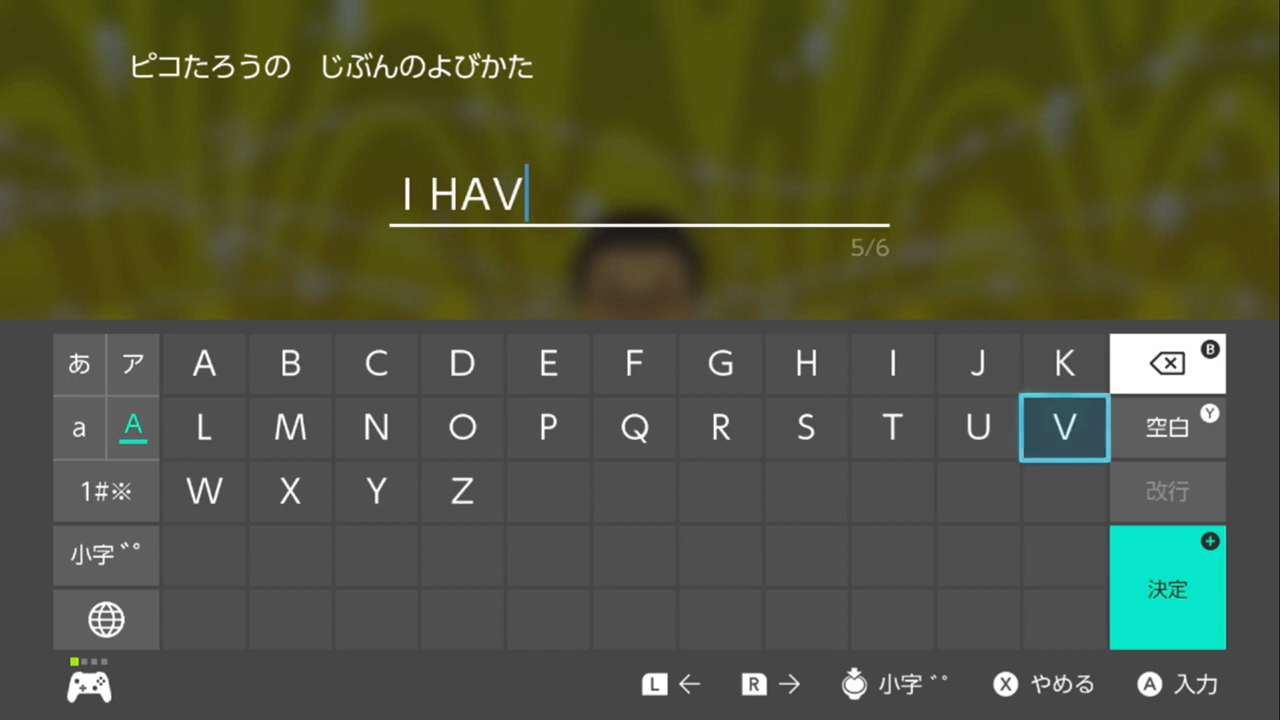 ピコたろうの　じぶんのよびかた
I HAV
5/6
あ ア A B C D E F G H I J K B
a A L M N O P Q R S T U V 空白 Y
1#※ W X Y Z 改行
小字゛゜ +
決定
L ← R → 小字゛゜ X やめる A 入力